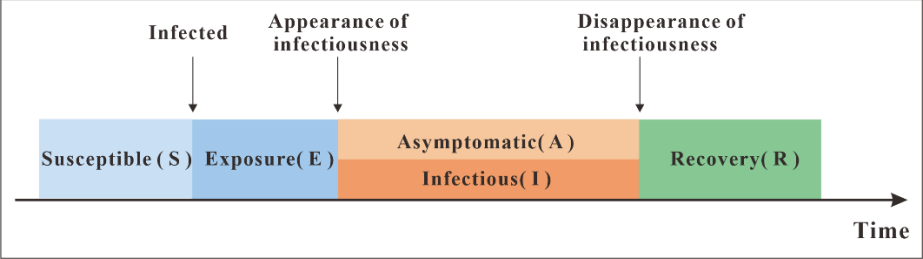 Infected
Appearance of
infectiousness
Disappearance of
infectiousness
Susceptible ( S )
Exposure( E )
Asymptomatic( A )
Infectious( I )
Recovery( R )
Time